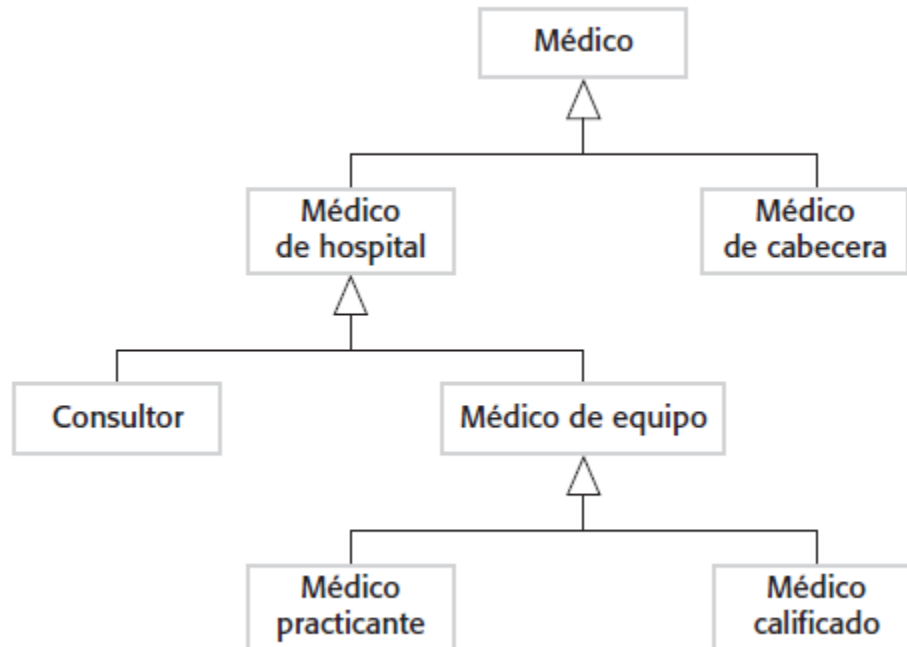 Médico
Médico
de hospital
Médico
de cabecera
Consultor
Médico de equipo
Médico
practicante
Médico
calificado